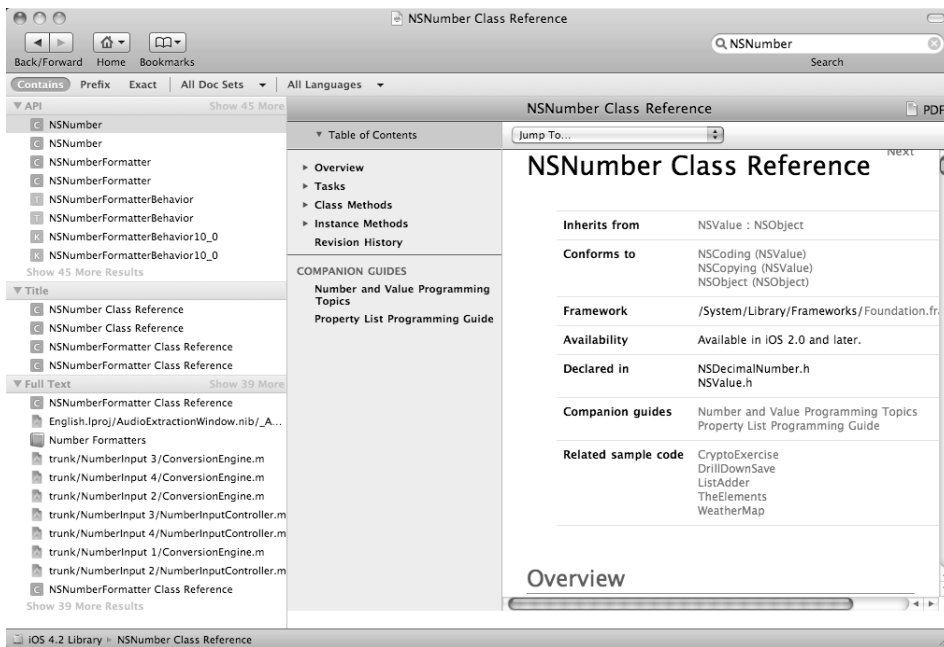 NSNumber Class Reference
NSNumber
Back/Forward Home Bookmarks Search
Contains Prefix Exact All Doc Sets All Languages
API Show 45 More
NSNumber
NSNumber
NSNumberFormatter
NSNumberFormatter
NSNumberFormatterBehavior
NSNumberFormatterBehavior
NSNumberFormatterBehavior10_0
NSNumberFormatterBehavior10_0
Show 45 More Results
Title
NSNumber Class Reference
NSNumber Class Reference
NSNumberFormatter Class Reference
NSNumberFormatter Class Reference
Full Text Show 39 More
NSNumberFormatter Class Reference
English.lproj/AudioExtractionWindow.nib/_A...
Number Formatters
trunk/NumberInput 3/ConversionEngine.m
trunk/NumberInput 4/ConversionEngine.m
trunk/NumberInput 2/ConversionEngine.m
trunk/NumberInput 3/NumberInputController.m
trunk/NumberInput 4/NumberInputController.m
trunk/NumberInput 1/ConversionEngine.m
trunk/NumberInput 2/NumberInputController.m
NSNumberFormatter Class Reference
Show 39 More Results
NSNumber Class Reference PDF
Table of Contents
Jump To...
Overview
Tasks
Class Methods
Instance Methods
Revision History
COMPANION GUIDES
Number and Value Programming
Topics
Property List Programming Guide
Next
NSNumber Class Reference
Inherits from NSValue : NSObject
Conforms to NSCoding (NSValue)
NSCopying (NSValue)
NSObject (NSObject)
Framework /System/Library/Frameworks/Foundation.fr
Availability Available in iOS 2.0 and later.
Declared in NSDecimalNumber.h
NSValue.h
Companion guides Number and Value Programming Topics
Property List Programming Guide
Related sample code CryptoExercise
DrillDownSave
ListAdder
TheElements
WeatherMap
Overview
iOS 4.2 Library NSNumber Class Reference